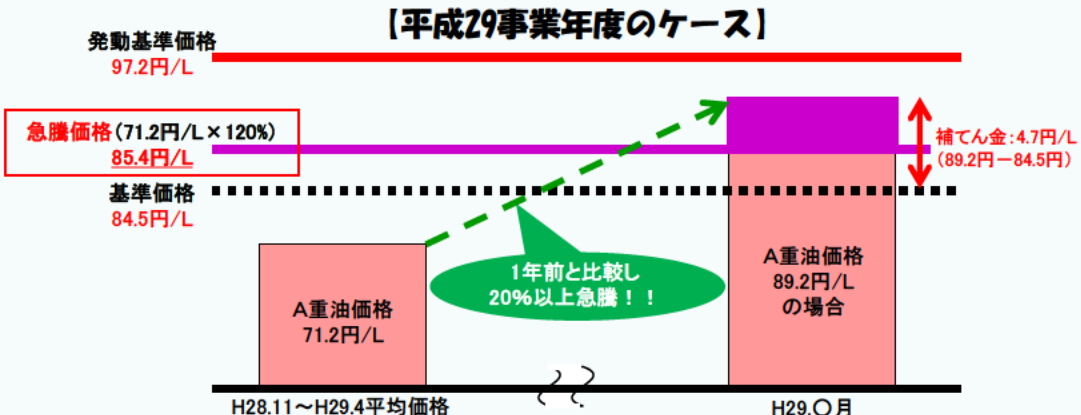 【平成29事業年度のケース】
発動基準価格
97.2円/L
急騰価格(71.2円/L×120%)
85.4円/L
基準価格
84.5円/L
補てん金:4.7円/L
(89.2円－84.5円)
1年前と比較し
20%以上急騰!!
A重油価格
71.2円/L
A重油価格
89.2円/L
の場合
H28.11～H29.4平均価格
H29.〇月